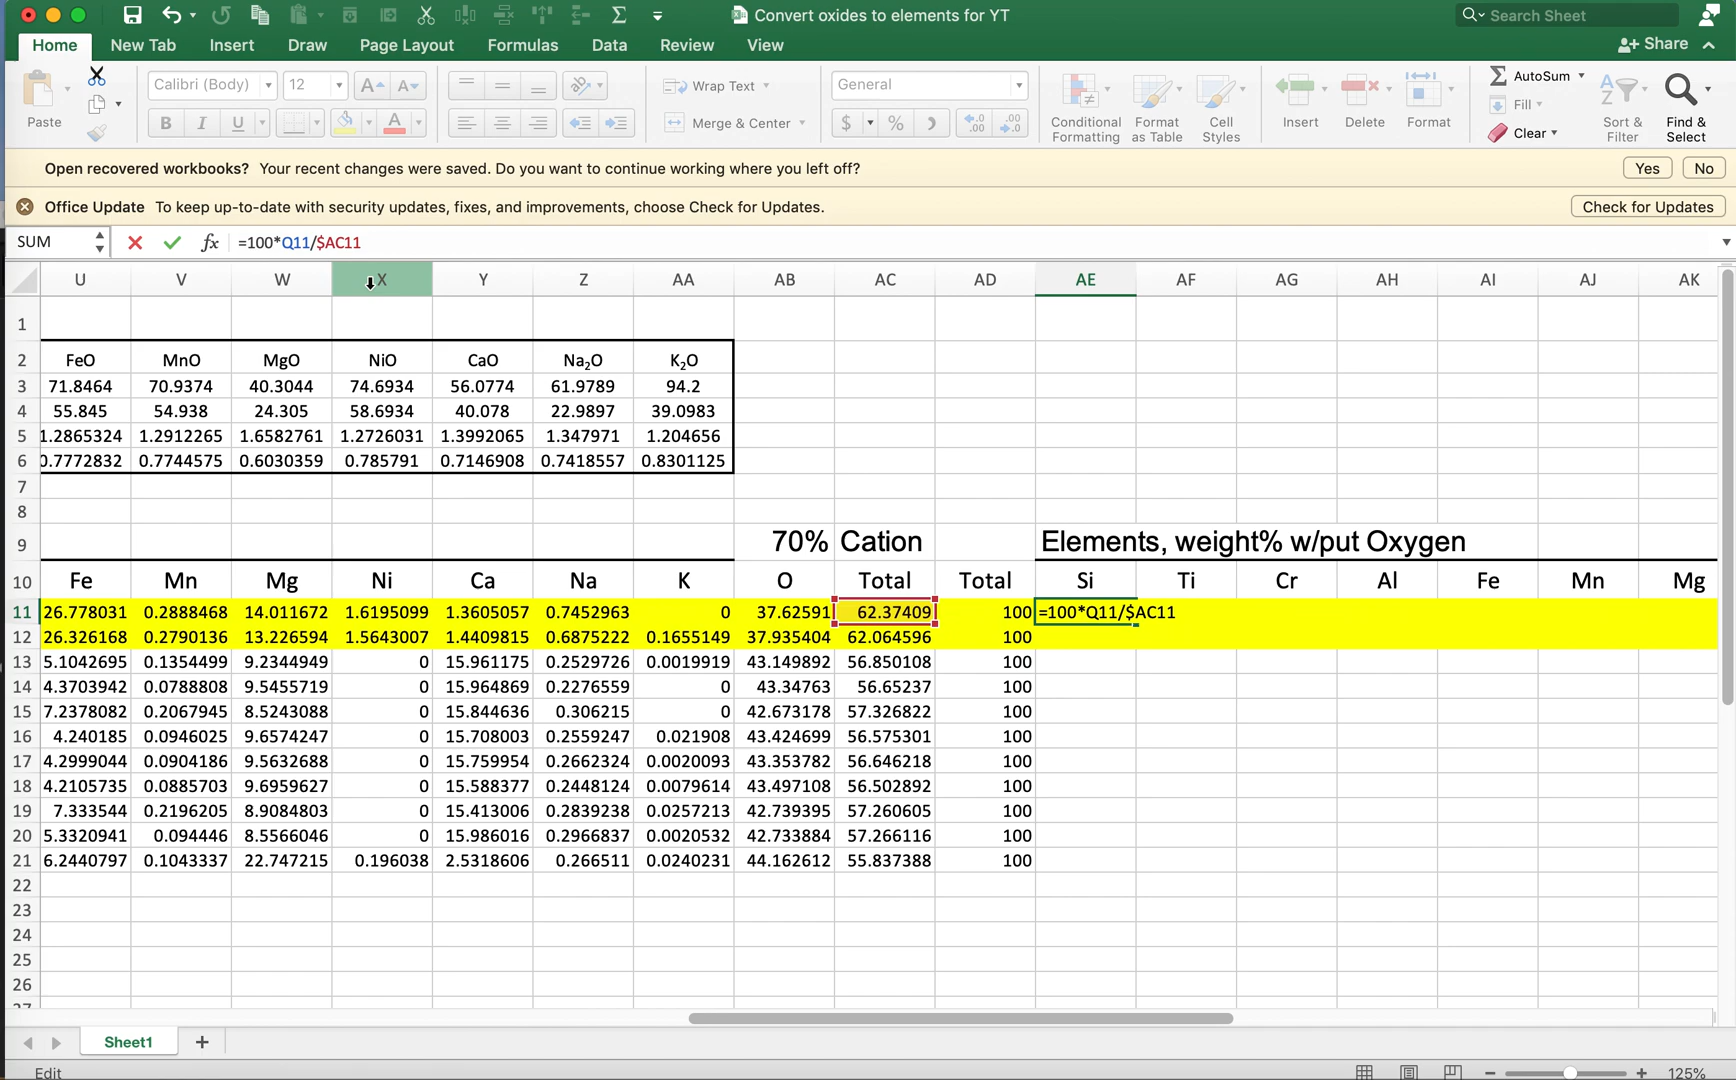 Convert oxides to elements for YT
Search Sheet
Home New Tab Insert Draw Page Layout Formulas Data Review View Share
Paste
Calibri (Body) 12
B I U
Wrap Text
Merge & Center
General
$ % )
Conditional Formatting
Format as Table
Cell Styles
Insert Delete Format
AutoSum
Fill
Clear
Sort & Filter
Find & Select
Open recovered workbooks? Your recent changes were saved. Do you want to continue working where you left off? Yes No
Office Update To keep up-to-date with security updates, fixes, and improvements, choose Check for Updates. Check for Updates
SUM fx =100*Q11/$AC11
U V W X Y Z AA AB AC AD AE AF AG AH AI AJ AK
1
2 FeO MnO MgO NiO CaO Na₂O K₂O
3 71.8464 70.9374 40.3044 74.6934 56.0774 61.9789 94.2
4 55.845 54.938 24.305 58.6934 40.078 22.9897 39.0983
5 1.2865324 1.2912265 1.6582761 1.2726031 1.3992065 1.347971 1.204656
6 0.7772832 0.7744575 0.6030359 0.785791 0.7146908 0.7418557 0.8301125
7
8
9 70% Cation Elements, weight% w/put Oxygen
10 Fe Mn Mg Ni Ca Na K O Total Total Si Ti Cr Al Fe Mn Mg
11 26.778031 0.2888468 14.011672 1.6195099 1.3605057 0.7452963 0 37.62591 62.37409 100 =100*Q11/$AC11
12 26.326168 0.2790136 13.226594 1.5643007 1.4409815 0.6875222 0.1655149 37.935404 62.064596 100
13 5.1042695 0.1354499 9.2344949 0 15.961175 0.2529726 0.0019919 43.149892 56.850108 100
14 4.3703942 0.0788808 9.5455719 0 15.964869 0.2276559 0 43.34763 56.65237 100
15 7.2378082 0.2067945 8.5243088 0 15.844636 0.306215 0 42.673178 57.326822 100
16 4.240185 0.0946025 9.6574247 0 15.708003 0.2559247 0.021908 43.424699 56.575301 100
17 4.2999044 0.0904186 9.5632688 0 15.759954 0.2662324 0.0020093 43.353782 56.646218 100
18 4.2105735 0.0885703 9.6959627 0 15.588377 0.2448124 0.0079614 43.497108 56.502892 100
19 7.333544 0.2196205 8.9084803 0 15.413006 0.2839238 0.0257213 42.739395 57.260605 100
20 5.3320941 0.094446 8.5566046 0 15.986016 0.2966837 0.0020532 42.733884 57.266116 100
21 6.2440797 0.1043337 22.747215 0.196038 2.5318606 0.266511 0.0240231 44.162612 55.837388 100
22
23
24
25
26
Sheet1
Edit 125%